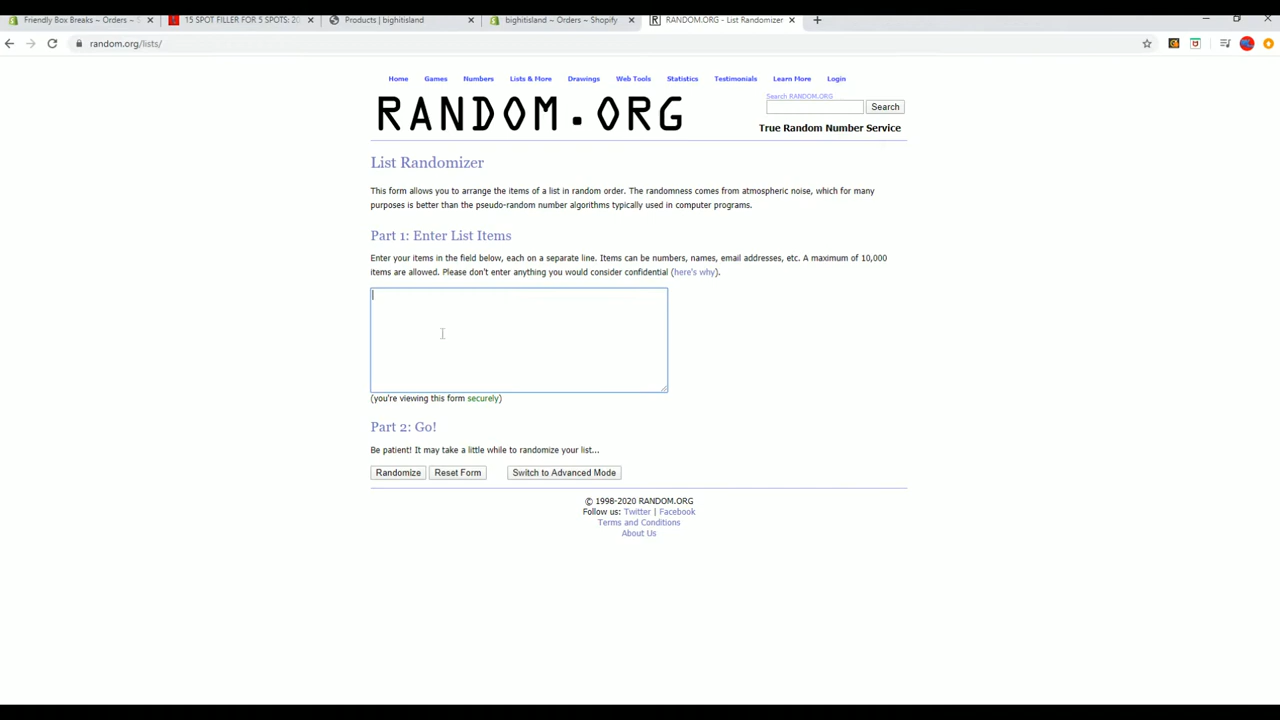 Friendly Box Breaks ~ Orders ~
15 SPOT FILLER FOR 5 SPOTS: 20
Products | bighitisland
bighitisland ~ Orders ~ Shopify
RANDOM.ORG - List Randomizer
random.org/lists/
Home Games Numbers Lists & More Drawings Web Tools Statistics Testimonials Learn More Login
RANDOM.ORG
Search RANDOM.ORG
Search
True Random Number Service
List Randomizer
This form allows you to arrange the items of a list in random order. The randomness comes from atmospheric noise, which for many
purposes is better than the pseudo-random number algorithms typically used in computer programs.
Part 1: Enter List Items
Enter your items in the field below, each on a separate line. Items can be numbers, names, email addresses, etc. A maximum of 10,000
items are allowed. Please don't enter anything you would consider confidential (here's why).
(you're viewing this form securely)
Part 2: Go!
Be patient! It may take a little while to randomize your list...
Randomize Reset Form Switch to Advanced Mode
© 1998-2020 RANDOM.ORG
Follow us: Twitter | Facebook
Terms and Conditions
About Us